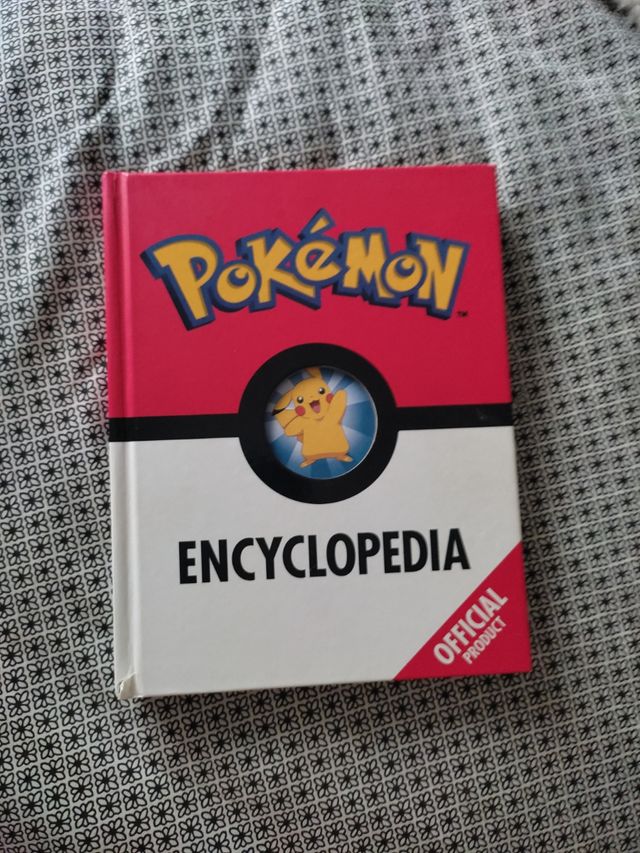 POKéMON
™
ENCYCLOPEDIA
OFFICIAL
PRODUCT